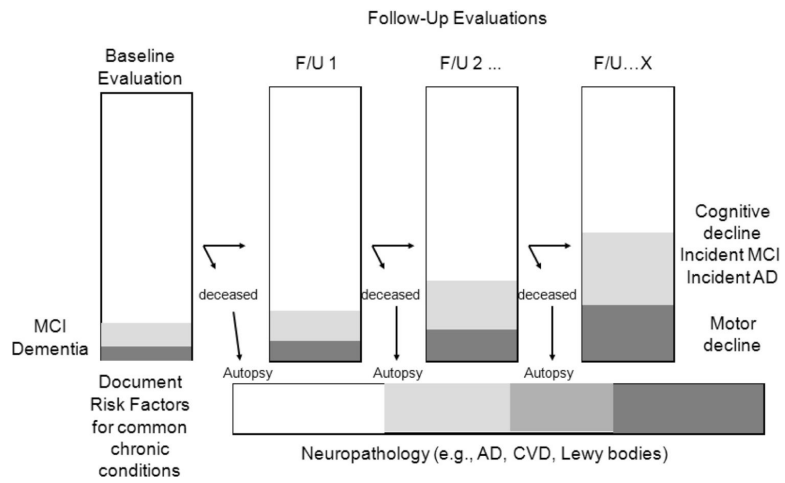 Follow-Up Evaluations
Baseline
Evaluation
F/U 1
F/U 2 ...
F/U...X
MCI
Dementia
deceased
deceased
deceased
Cognitive
decline
Incident MCI
Incident AD
Motor
decline
Autopsy
Autopsy
Autopsy
Document
Risk Factors
for common
chronic
conditions
Neuropathology (e.g., AD, CVD, Lewy bodies)